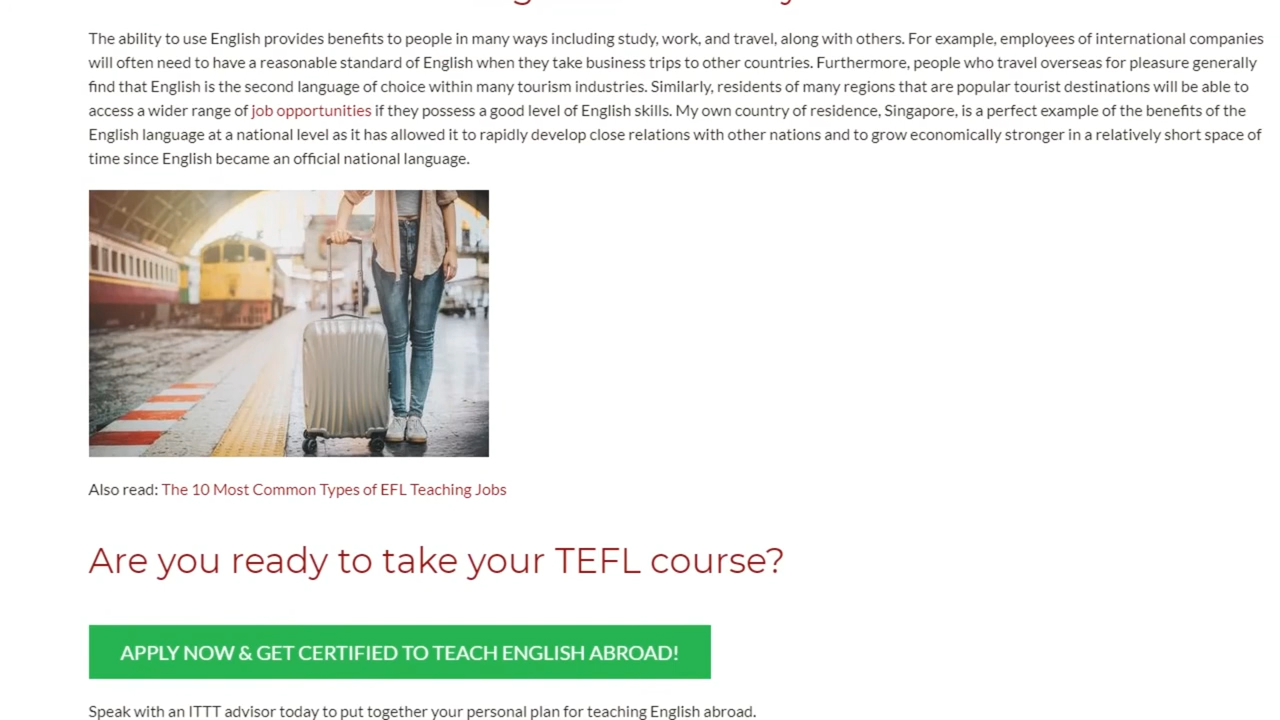 The ability to use English provides benefits to people in many ways including study, work, and travel, along with others. For example, employees of international companies
will often need to have a reasonable standard of English when they take business trips to other countries. Furthermore, people who travel overseas for pleasure generally
find that English is the second language of choice within many tourism industries. Similarly, residents of many regions that are popular tourist destinations will be able to
access a wider range of job opportunities if they possess a good level of English skills. My own country of residence, Singapore, is a perfect example of the benefits of the
English language at a national level as it has allowed it to rapidly develop close relations with other nations and to grow economically stronger in a relatively short space of
time since English became an official national language.
Also read: The 10 Most Common Types of EFL Teaching Jobs
Are you ready to take your TEFL course?
APPLY NOW & GET CERTIFIED TO TEACH ENGLISH ABROAD!
Speak with an ITTT advisor today to put together your personal plan for teaching English abroad.